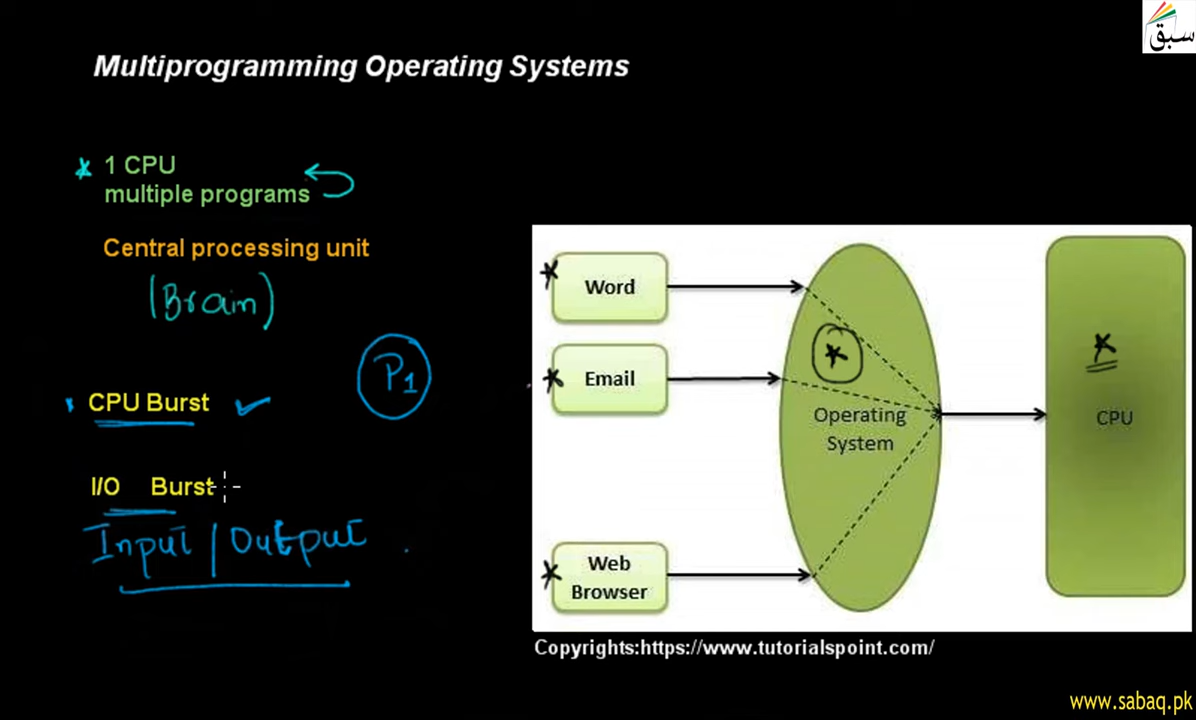 سبق
Multiprogramming Operating Systems
1 CPU
multiple programs
Central processing unit
(Brain)
P1
CPU Burst
I/O Burst
Input / Output
Word
Email
Web
Browser
Operating
System
CPU
Copyrights:https://www.tutorialspoint.com/
www.sabaq.pk